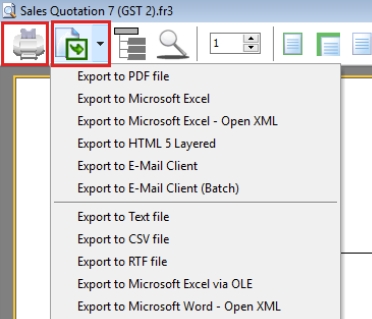 Sales Quotation 7 (GST 2).fr3
1
Export to PDF file
Export to Microsoft Excel
Export to Microsoft Excel - Open XML
Export to HTML 5 Layered
Export to E-Mail Client
Export to E-Mail Client (Batch)
Export to Text file
Export to CSV file
Export to RTF file
Export to Microsoft Excel via OLE
Export to Microsoft Word - Open XML